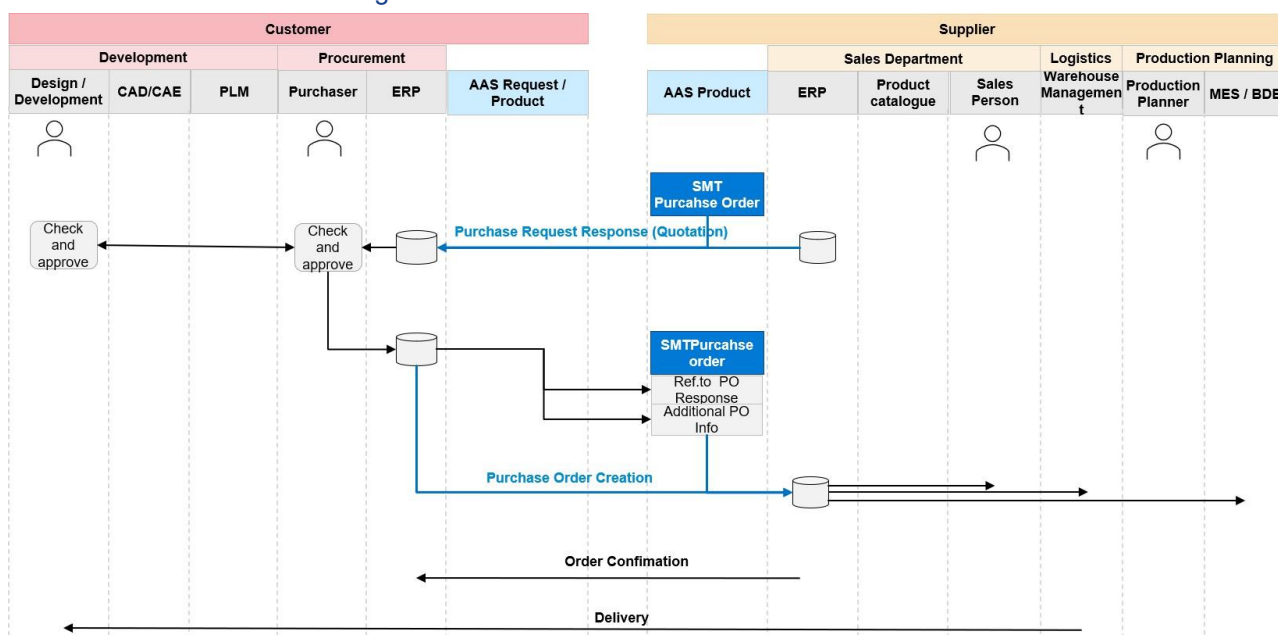 Customer
Supplier
Development
Procurement
Sales Department
Logistics
Production Planning
Design /
Development
CAD/CAE
PLM
Purchaser
ERP
AAS Request /
Product
AAS Product
ERP
Product
catalogue
Sales
Person
Warehouse
Managemen
t
Production
Planner
MES / BDE
SMT
Purcahse Order
Check
and
approve
Check
and
approve
Purchase Request Response (Quotation)
SMTPurcahse
order
Ref.to PO
Response
Additional PO
Info
Purchase Order Creation
Order Confimation
Delivery